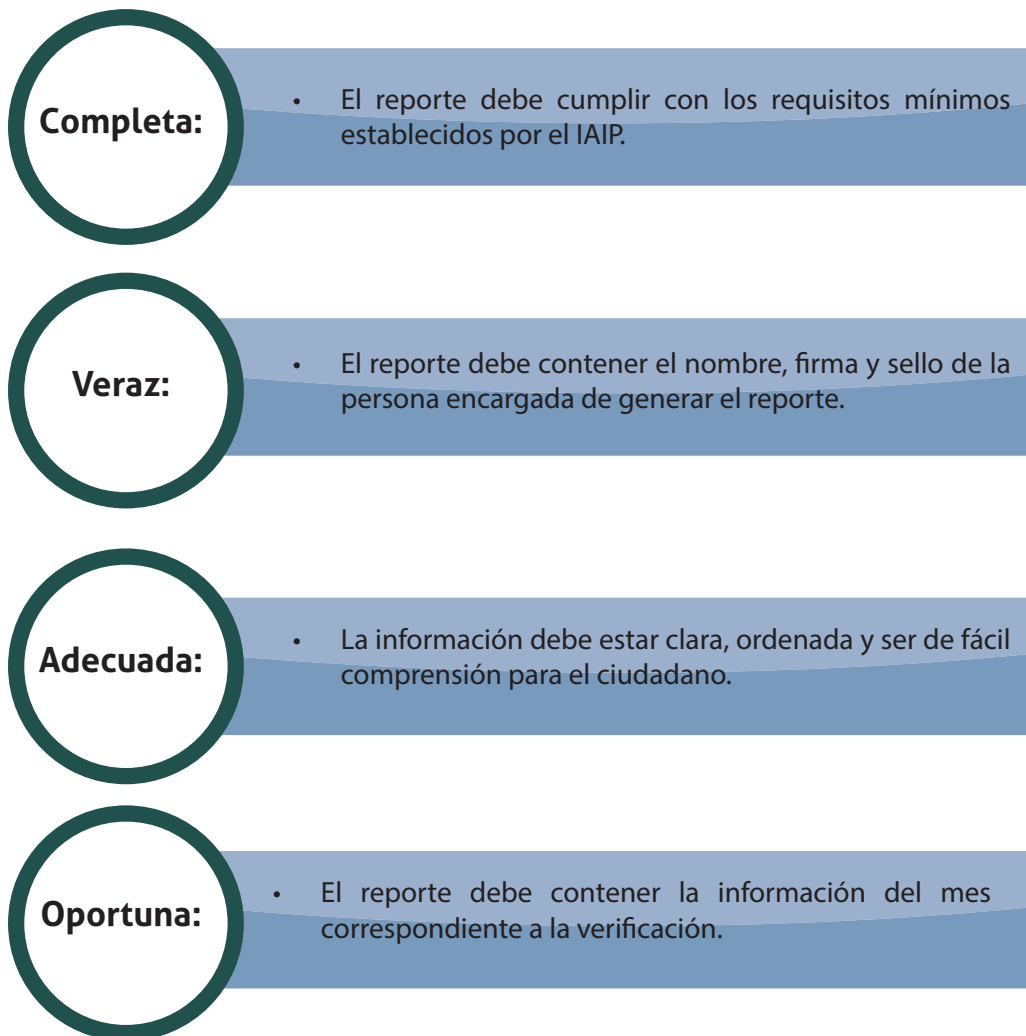 Completa:
• El reporte debe cumplir con los requisitos mínimos
establecidos por el IAIP.
Veraz:
• El reporte debe contener el nombre, firma y sello de la
persona encargada de generar el reporte.
Adecuada:
• La información debe estar clara, ordenada y ser de fácil
comprensión para el ciudadano.
Oportuna:
• El reporte debe contener la información del mes
correspondiente a la verificación.